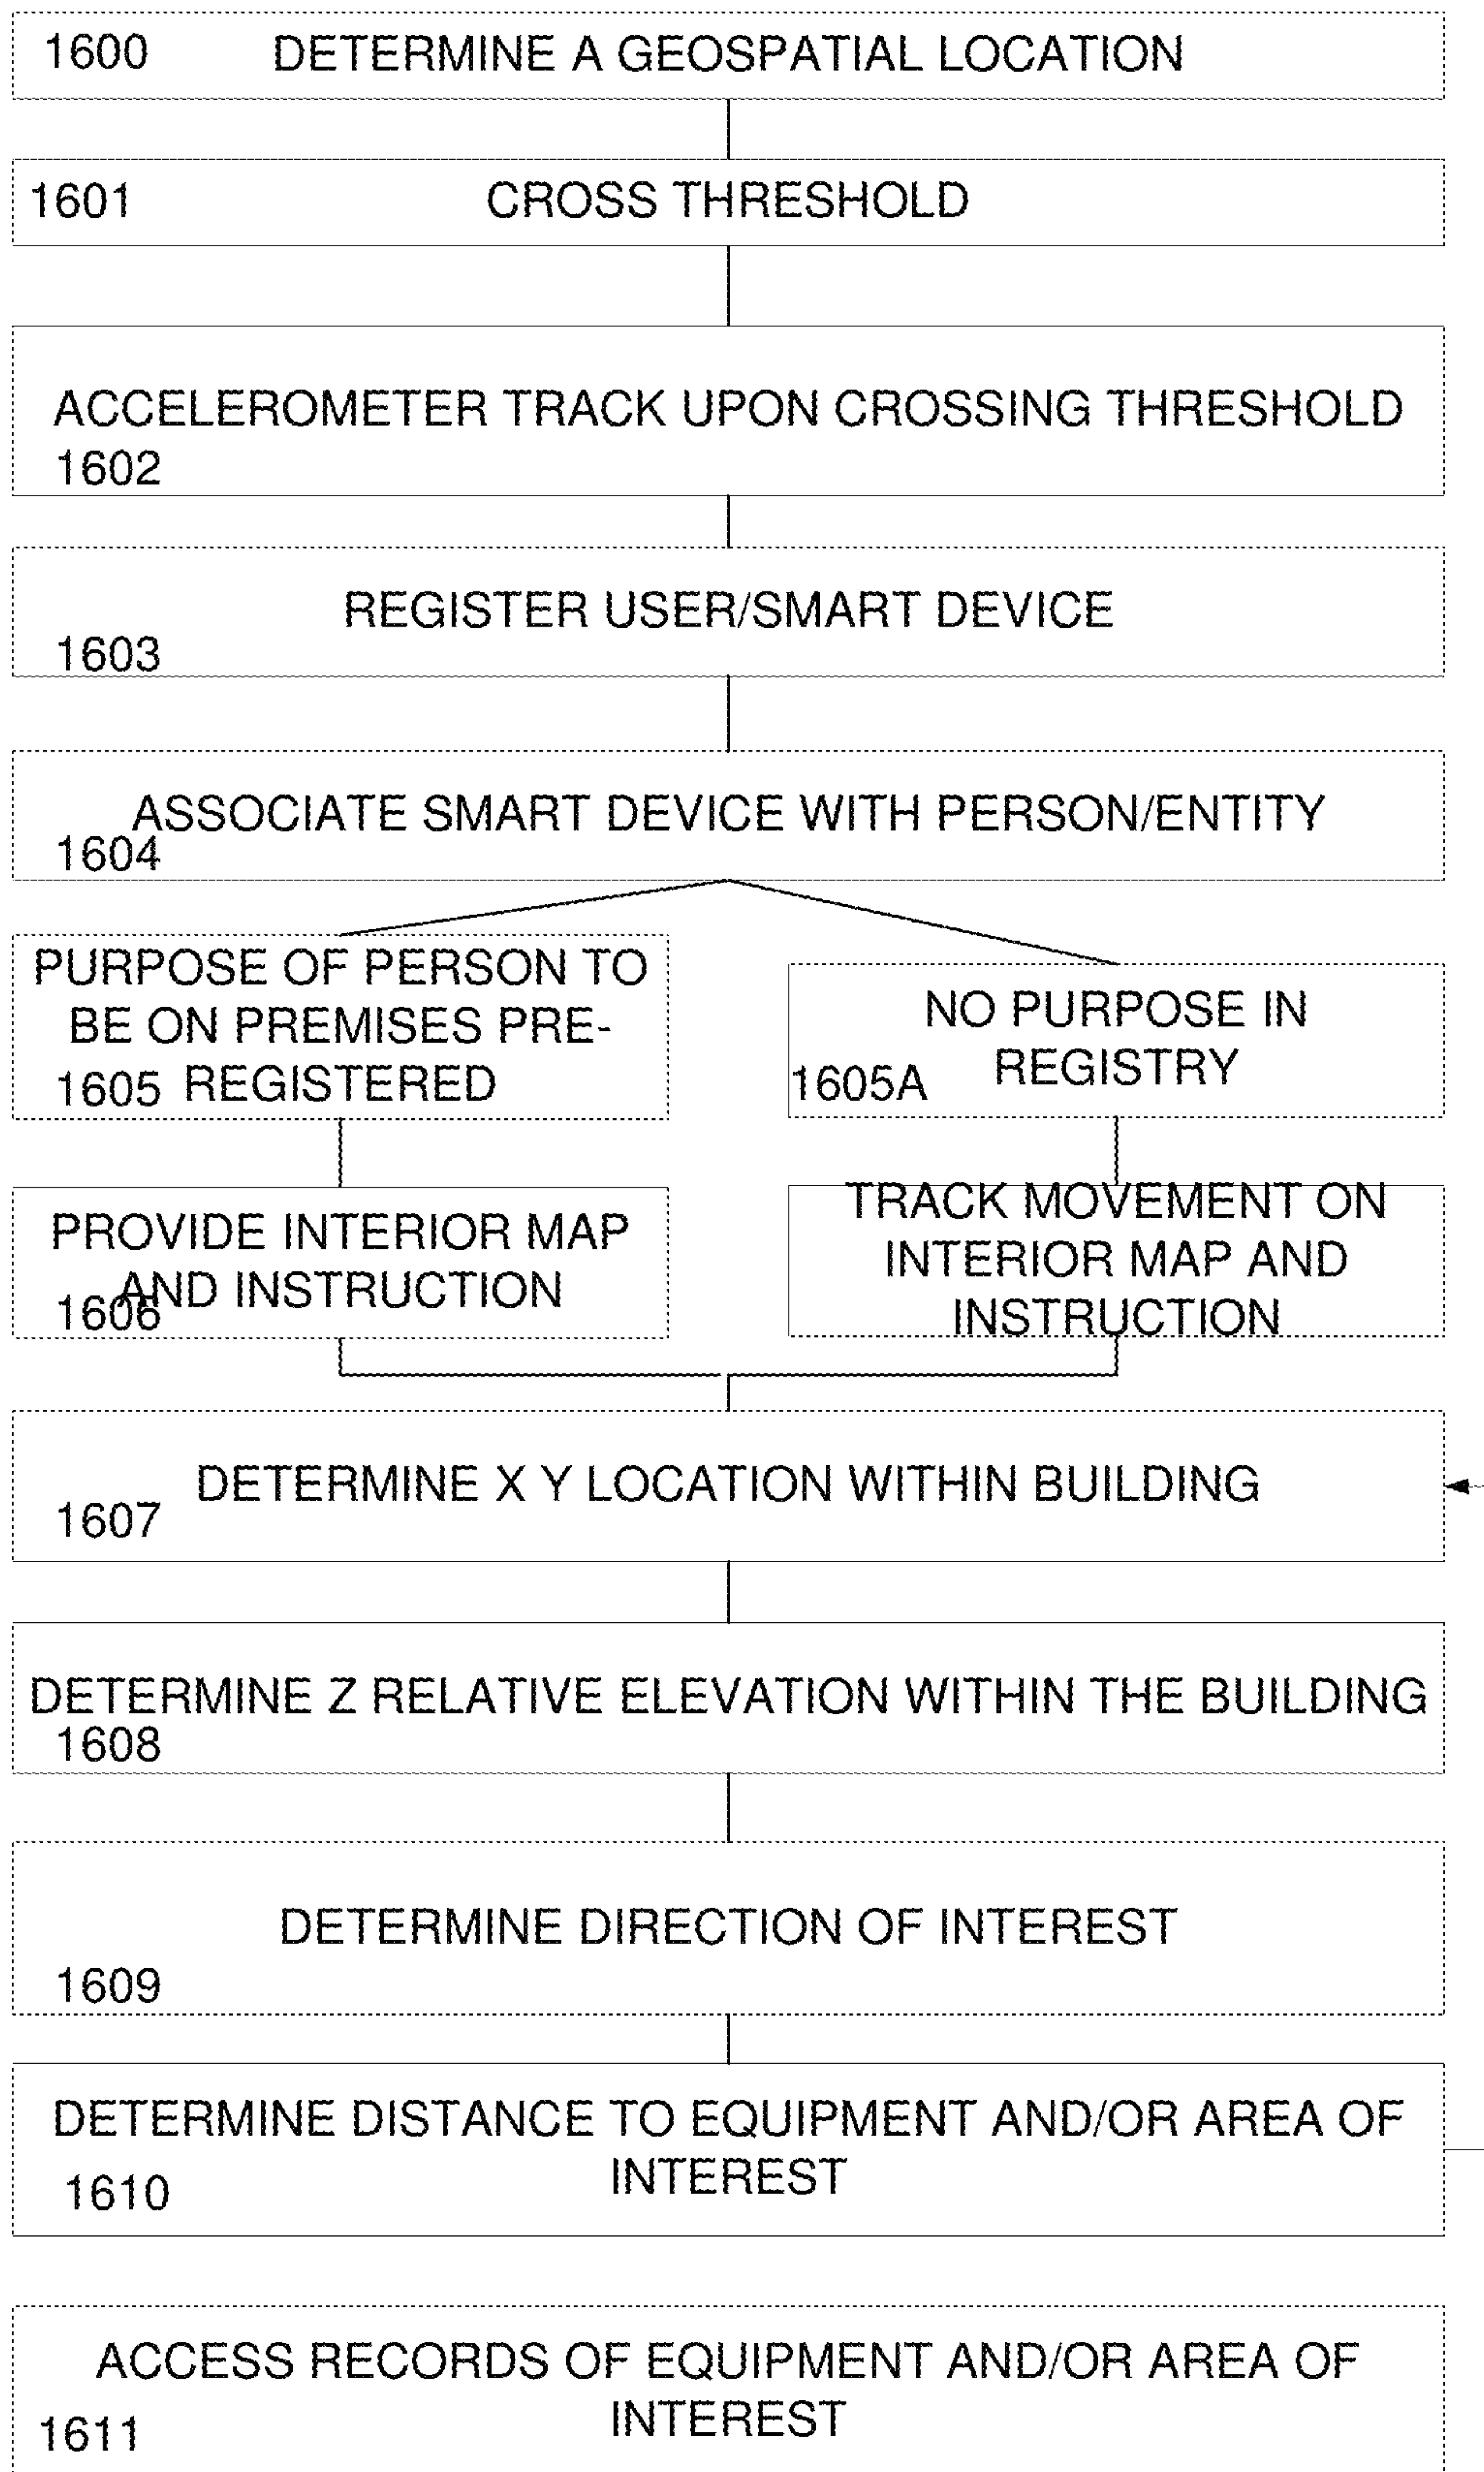 1600 DETERMINE A GEOSPATIAL LOCATION
1601 CROSS THRESHOLD
ACCELEROMETER TRACK UPON CROSSING THRESHOLD
1602
REGISTER USER/SMART DEVICE
1603
ASSOCIATE SMART DEVICE WITH PERSON/ENTITY
1604
PURPOSE OF PERSON TO
BE ON PREMISES PRE-
1605 REGISTERED
NO PURPOSE IN
REGISTRY
1605A
PROVIDE INTERIOR MAP
AND INSTRUCTION
1606
TRACK MOVEMENT ON
INTERIOR MAP AND
INSTRUCTION
DETERMINE X Y LOCATION WITHIN BUILDING
1607
DETERMINE Z RELATIVE ELEVATION WITHIN THE BUILDING
1608
DETERMINE DIRECTION OF INTEREST
1609
DETERMINE DISTANCE TO EQUIPMENT AND/OR AREA OF
INTEREST
1610
ACCESS RECORDS OF EQUIPMENT AND/OR AREA OF
INTEREST
1611